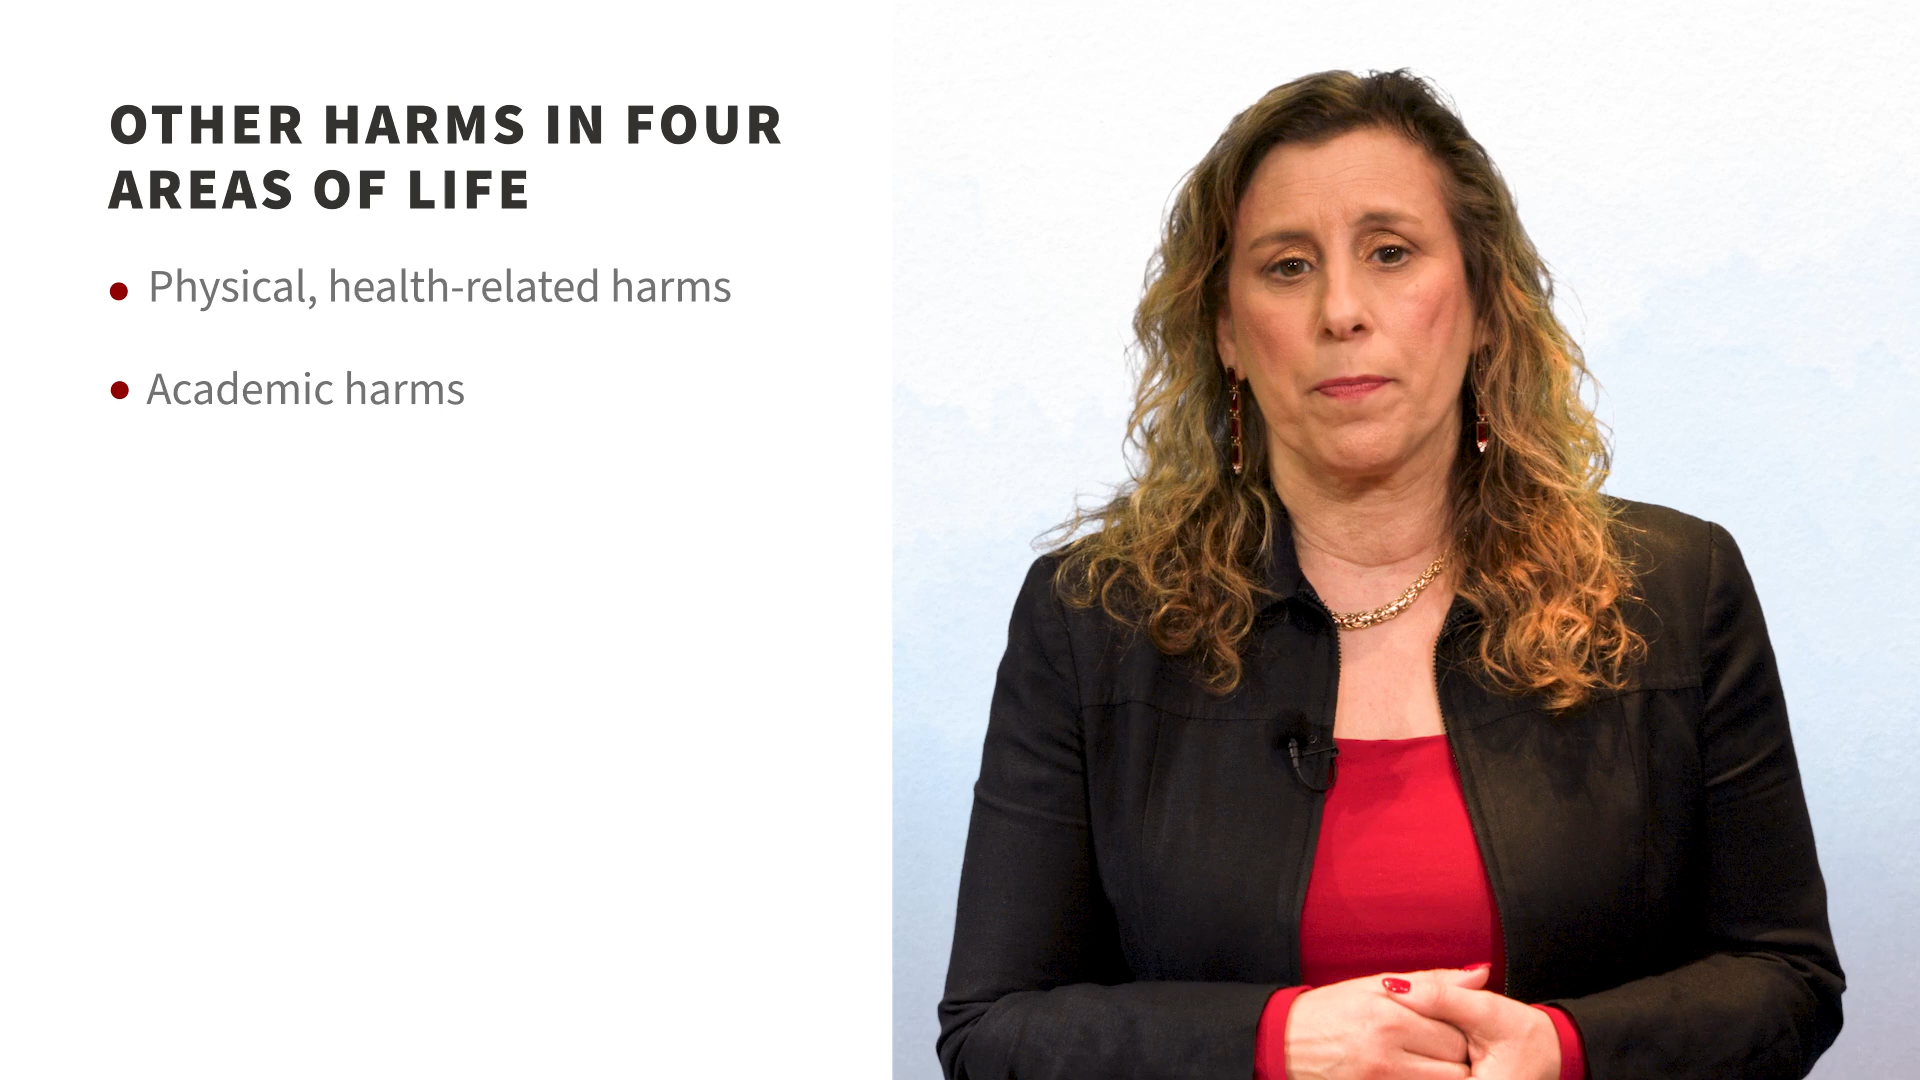 OTHER HARMS IN FOUR
AREAS OF LIFE
Physical, health-related harms
Academic harms